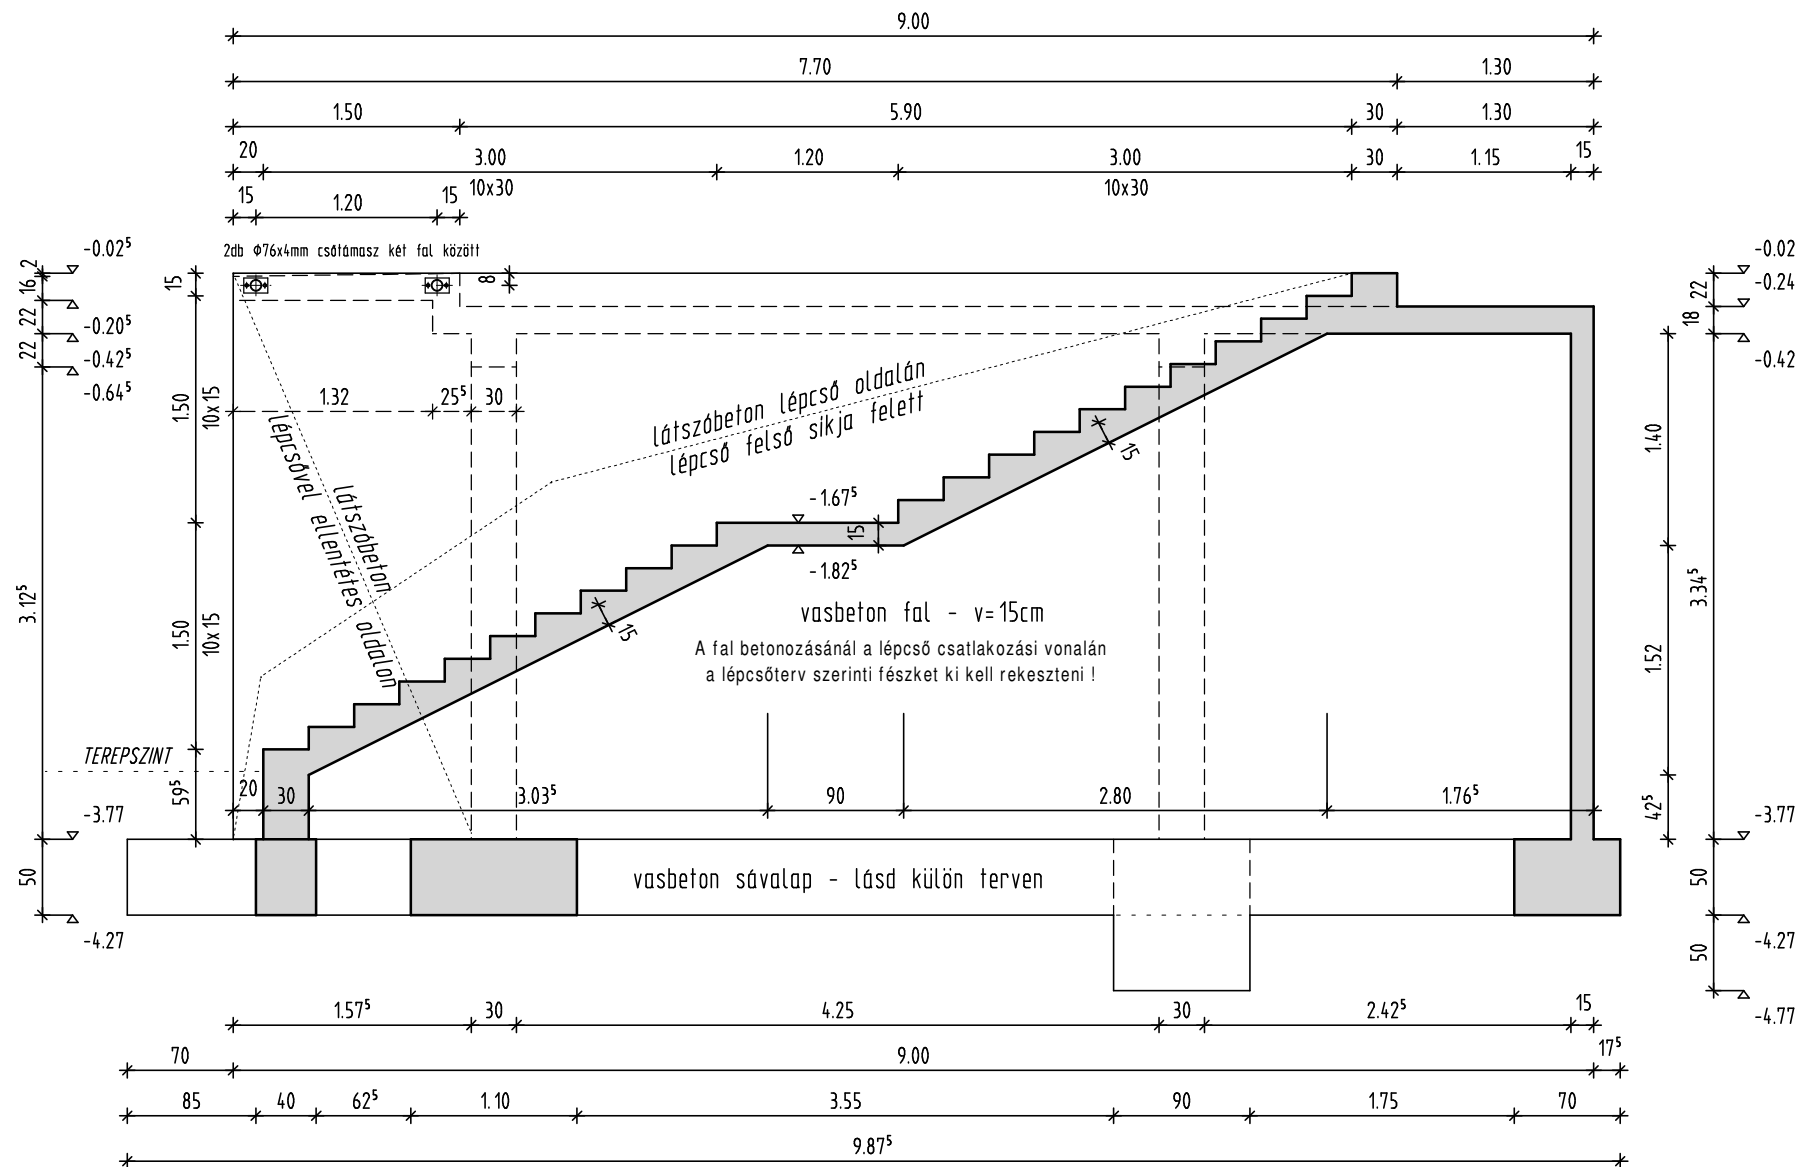 9.00
7.70 1.30
1.50 5.90 30 1.30
20 3.00 1.20 3.00 30 1.15 15
10x30 10x30
15 1.20 15
2db Φ76x4mm csőtámasz két fal között
-0.02⁵
-0.20⁵
-0.42⁵
-0.64⁵
2
16
22
22
15
8
1.50
10x15
1.32 25⁵ 30
látszóbeton lépcső oldalán
lépcső felső síkja felett
látszóbeton
lépcsővel ellentétes oldalon
15
-1.67⁵
15
-1.82⁵
3.12⁵
1.50
10x15
15
vasbeton fal - v=15cm
A fal betonozásánál a lépcső csatlakozási vonalán
a lépcsőterv szerinti fészket ki kell rekeszteni !
-0.02
-0.24
-0.42
22
18
1.40
3.34⁵
1.52
42⁵
TEREPSZINT
59⁵
20 30 3.03⁵ 90 2.80 1.76⁵
-3.77 -3.77
50 vasbeton sávalap - lásd külön terven 50
-4.27 -4.27
50
-4.77
1.57⁵ 30 4.25 30 2.42⁵ 15
70 9.00 17⁵
85 40 62⁵ 1.10 3.55 90 1.75 70
9.87⁵